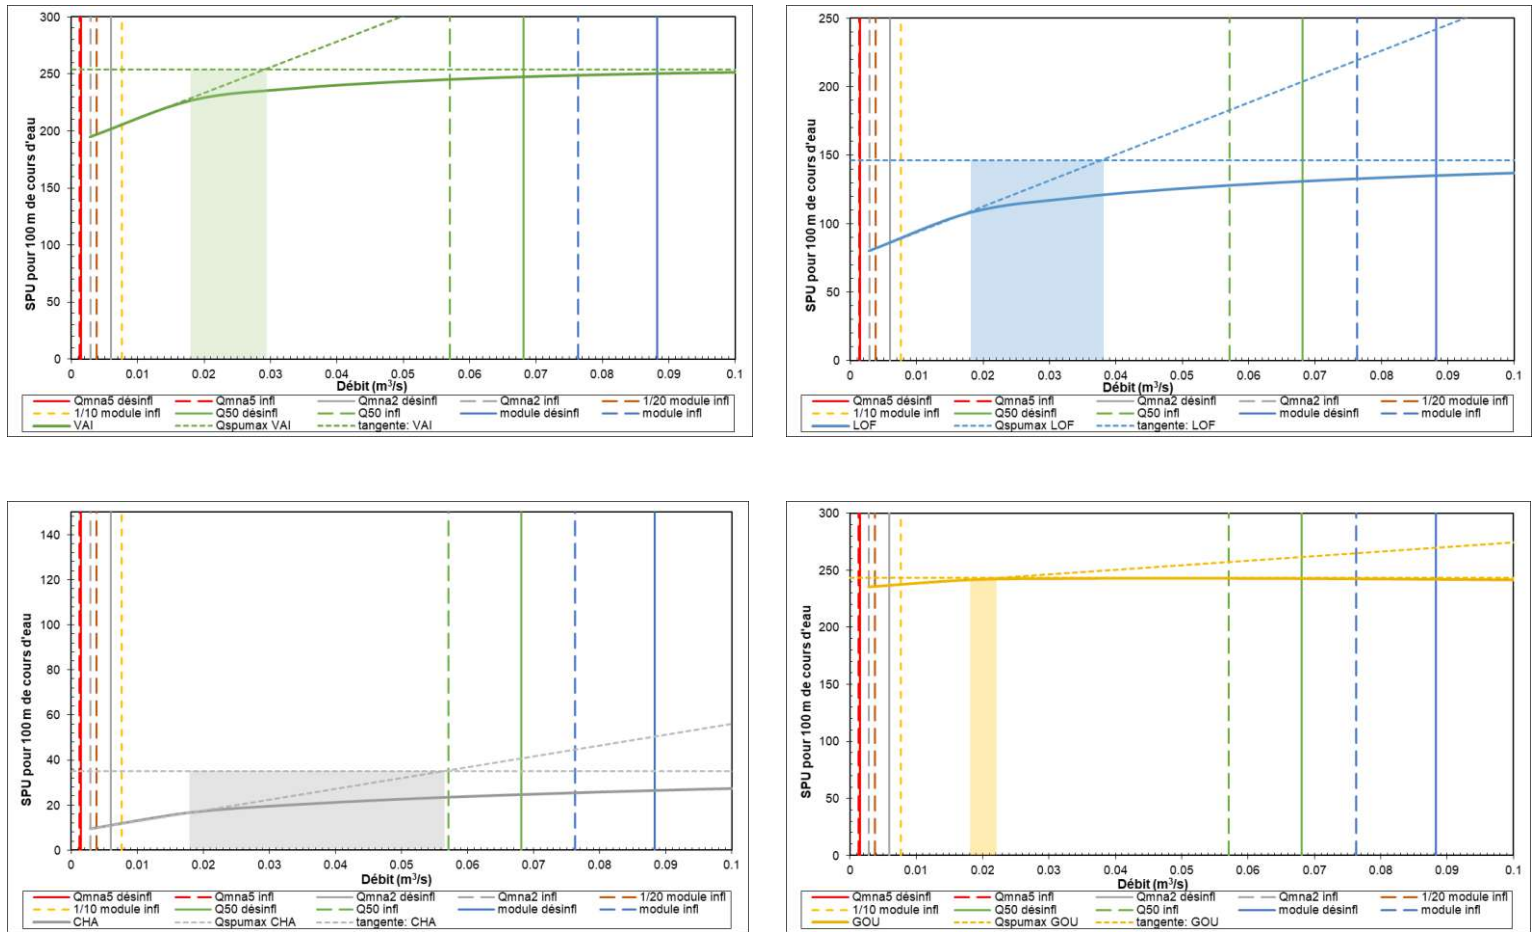 300
250
200
150
100
50
0
SPU pour 100 m de cours d'eau
0 0.01 0.02 0.03 0.04 0.05 0.06 0.07 0.08 0.09 0.1
Débit (m³/s)
Qmna5 désinfl Qmna5 infl Qmna2 désinfl Qmna2 infl 1/20 module infl
1/10 module infl Q50 désinfl Q50 infl module désinfl module infl
VAI Qspumax VAI tangente: VAI
250
200
150
100
50
0
SPU pour 100 m de cours d'eau
0 0.01 0.02 0.03 0.04 0.05 0.06 0.07 0.08 0.09 0.1
Débit (m³/s)
Qmna5 désinfl Qmna5 infl Qmna2 désinfl Qmna2 infl 1/20 module infl
1/10 module infl Q50 désinfl Q50 infl module désinfl module infl
LOF Qspumax LOF tangente: LOF
140
120
100
80
60
40
20
0
SPU pour 100 m de cours d'eau
0 0.01 0.02 0.03 0.04 0.05 0.06 0.07 0.08 0.09 0.1
Débit (m³/s)
Qmna5 désinfl Qmna5 infl Qmna2 désinfl Qmna2 infl 1/20 module infl
1/10 module infl Q50 désinfl Q50 infl module désinfl module infl
CHA Qspumax CHA tangente: CHA
300
250
200
150
100
50
0
SPU pour 100 m de cours d'eau
0 0.01 0.02 0.03 0.04 0.05 0.06 0.07 0.08 0.09 0.1
Débit (m³/s)
Qmna5 désinfl Qmna5 infl Qmna2 désinfl Qmna2 infl 1/20 module infl
1/10 module infl Q50 désinfl Q50 infl module désinfl module infl
GOU Qspumax GOU tangente: GOU